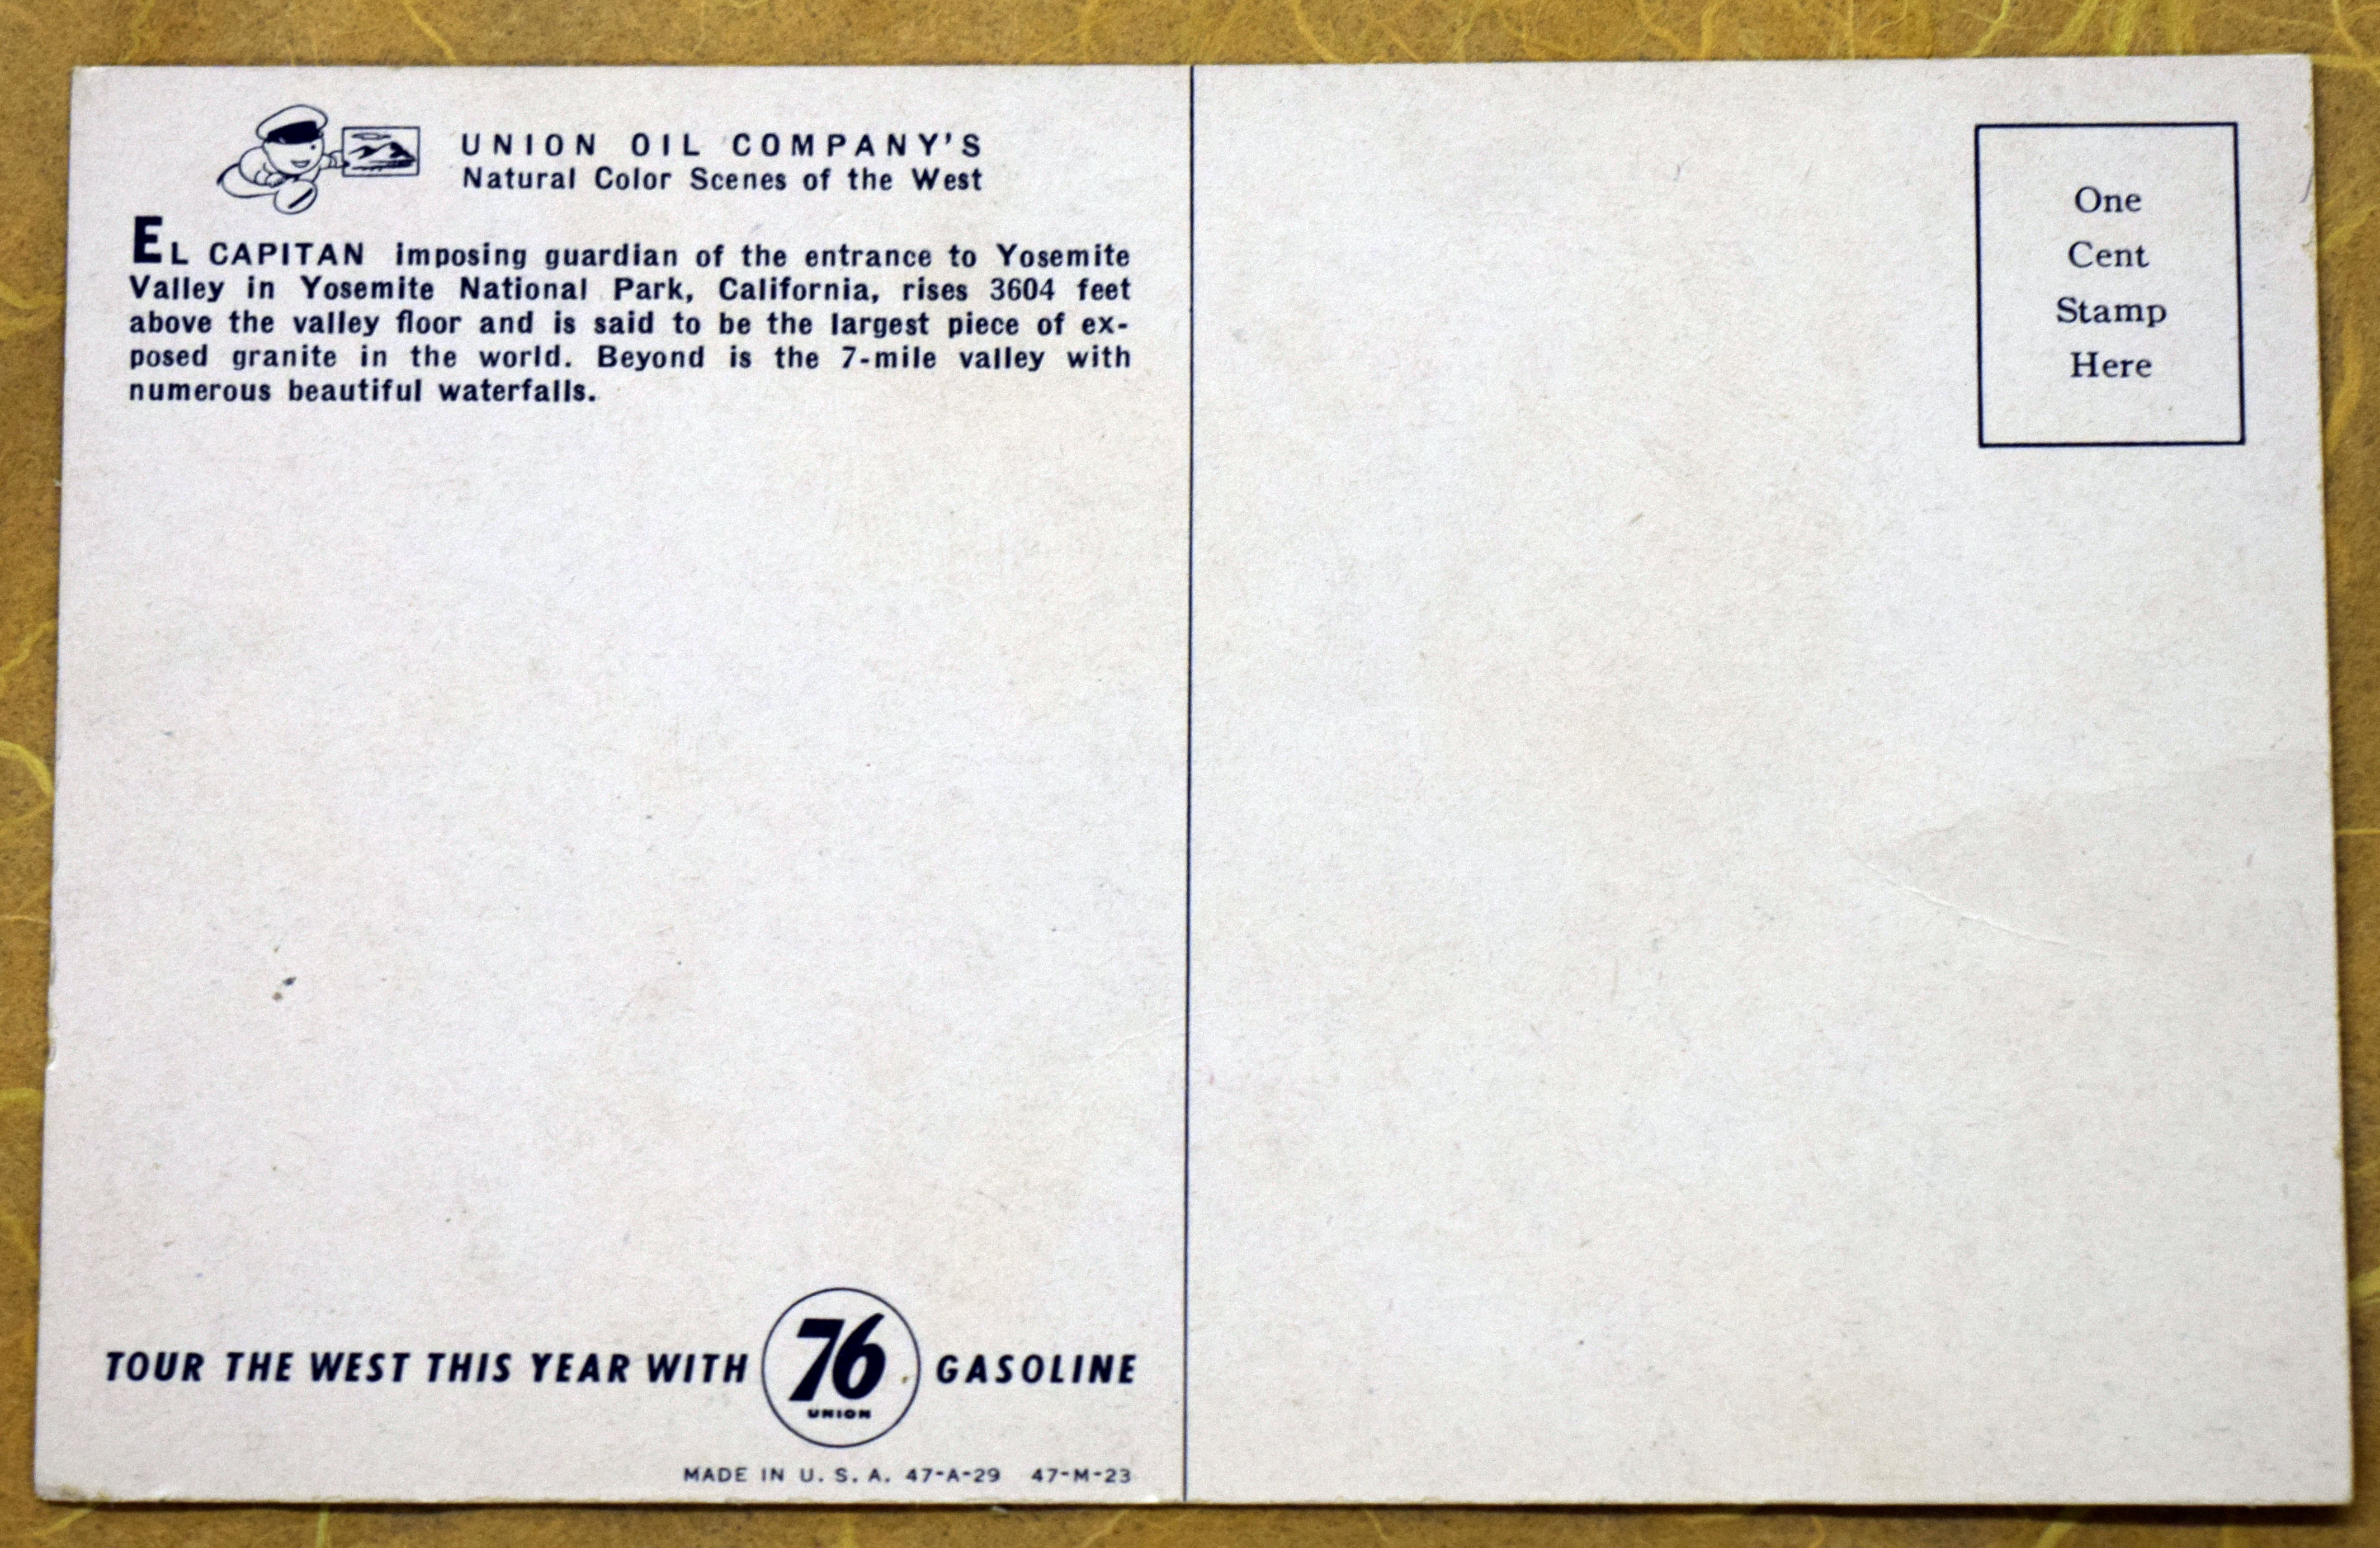 UNION OIL COMPANY'S
Natural Color Scenes of the West
EL CAPITAN imposing guardian of the entrance to Yosemite
Valley in Yosemite National Park, California, rises 3604 feet
above the valley floor and is said to be the largest piece of ex-
posed granite in the world. Beyond is the 7-mile valley with
numerous beautiful waterfalls.
TOUR THE WEST THIS YEAR WITH 76 GASOLINE
UNION
MADE IN U. S. A. 47-A-29 47-M-23
One
Cent
Stamp
Here